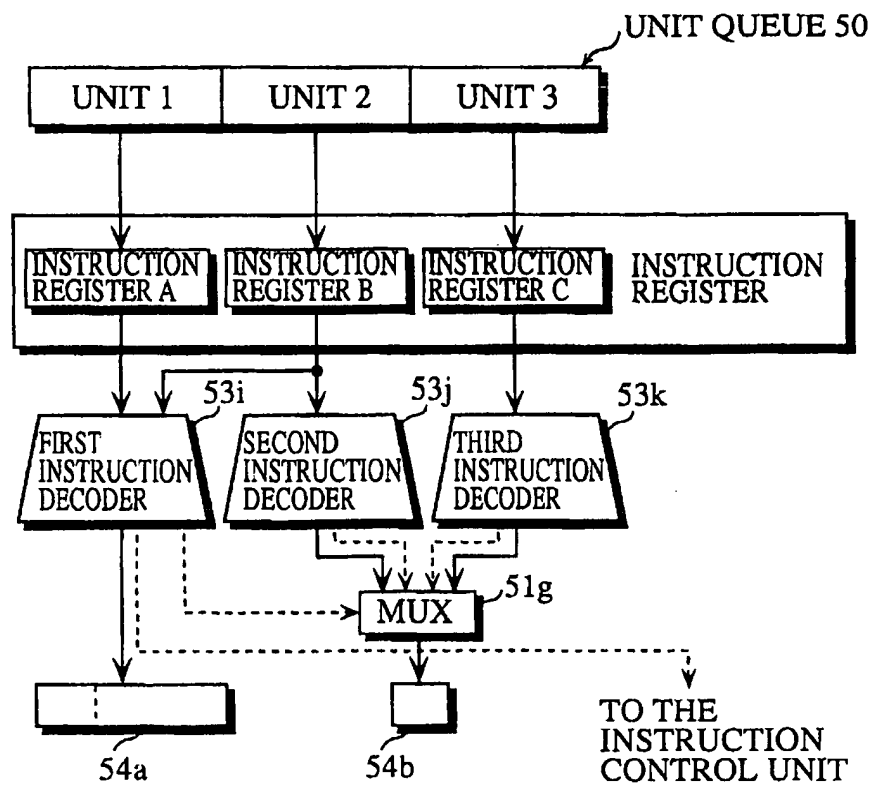 UNIT QUEUE 50
UNIT 1
UNIT 2
UNIT 3
INSTRUCTION
REGISTER A
INSTRUCTION
REGISTER B
INSTRUCTION
REGISTER C
INSTRUCTION
REGISTER
53i
53j
53k
FIRST
INSTRUCTION
DECODER
SECOND
INSTRUCTION
DECODER
THIRD
INSTRUCTION
DECODER
51g
MUX
54a
54b
TO THE
INSTRUCTION
CONTROL UNIT